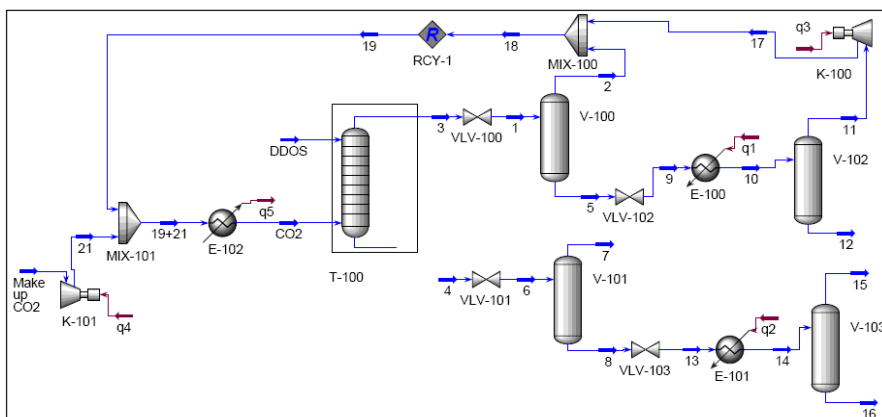 q3
19
R
18
17
RCY-1
MIX-100
K-100
2
3
1
V-100
11
DDOS
VLV-100
q1
V-102
9
10
q5
5
VLV-102
E-100
21
19+21
CO2
12
MIX-101
E-102
7
Make
up
CO2
T-100
V-101
15
4
6
K-101
VLV-101
q2
V-103
q4
8
13
14
VLV-103
E-101
16